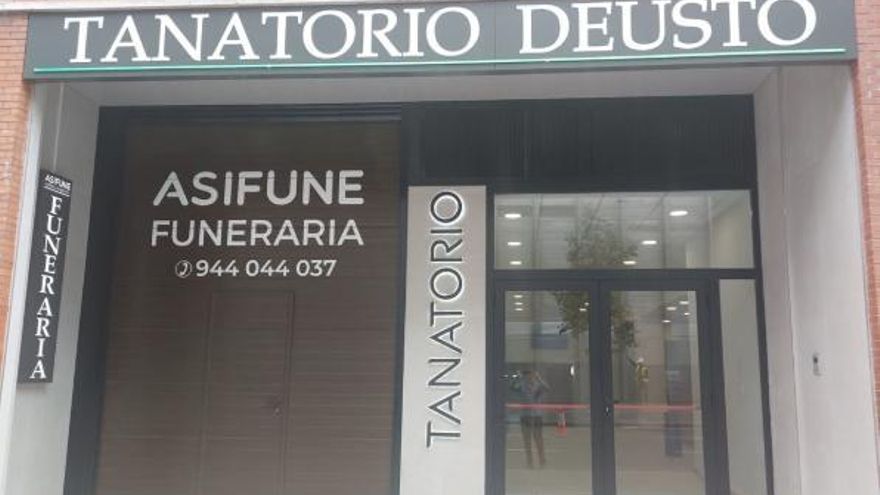 TANATORIO DEUSTO
ASIFUNE
FUNERARIA
ASIFUNE
FUNERARIA
944 044 037
TANATORIO